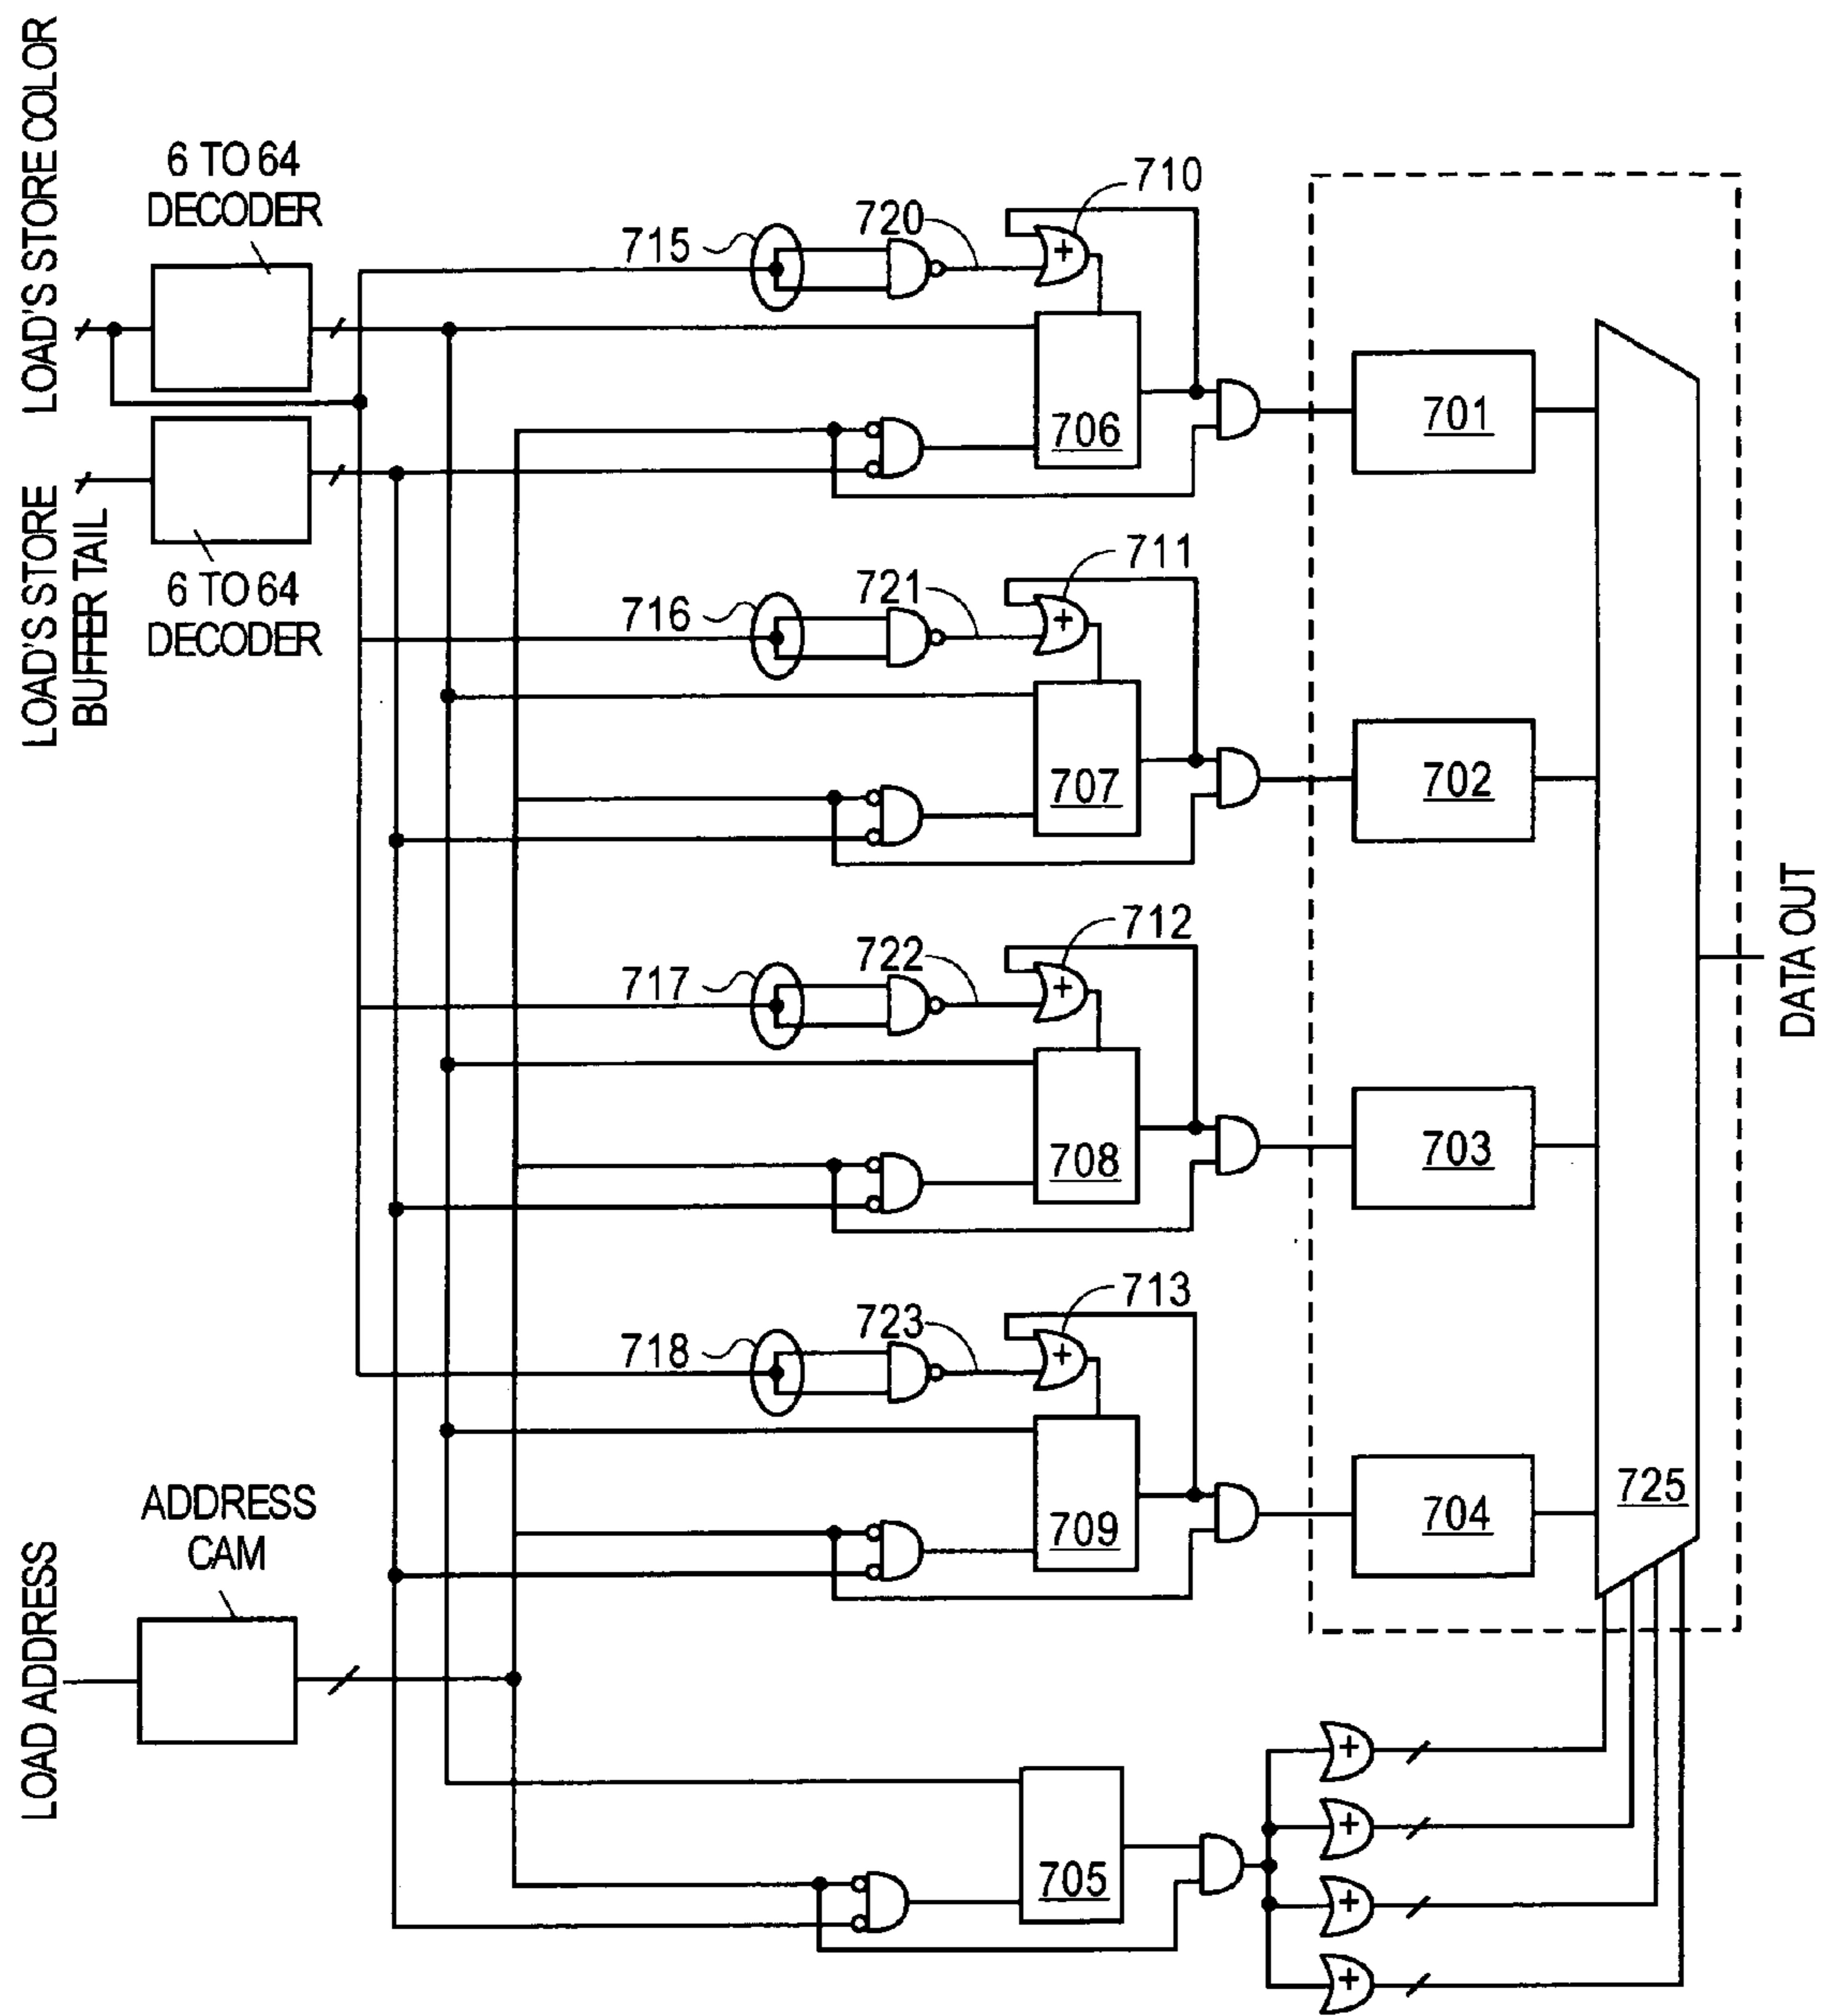 LOAD'S STORE COLOR
6 TO 64
DECODER
LOAD'S STORE
BUFFER TAIL
6 TO 64
DECODER
715
720
710
706
701
716
721
711
707
702
717
722
712
708
703
718
723
713
709
704
725
DATA OUT
LOAD ADDRESS
ADDRESS
CAM
705